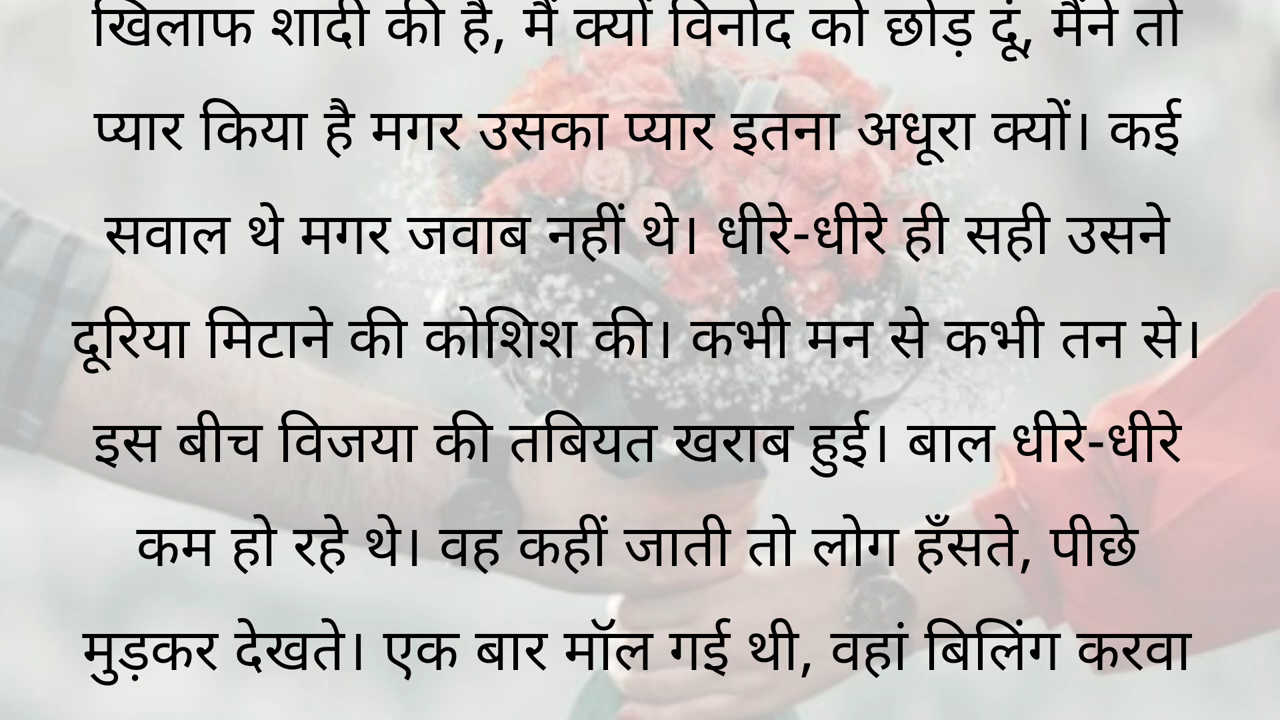 खिलाफ शादी की है, मैं क्यों विनोद को छोड़ दूं, मैंने तो
प्यार किया है मगर उसका प्यार इतना अधूरा क्यों। कई
सवाल थे मगर जवाब नहीं थे। धीरे-धीरे ही सही उसने
दूरिया मिटाने की कोशिश की। कभी मन से कभी तन से।
इस बीच विजया की तबियत खराब हुई। बाल धीरे-धीरे
कम हो रहे थे। वह कहीं जाती तो लोग हँसते, पीछे
मुड़कर देखते। एक बार मॉल गई थी, वहां बिलिंग करवा